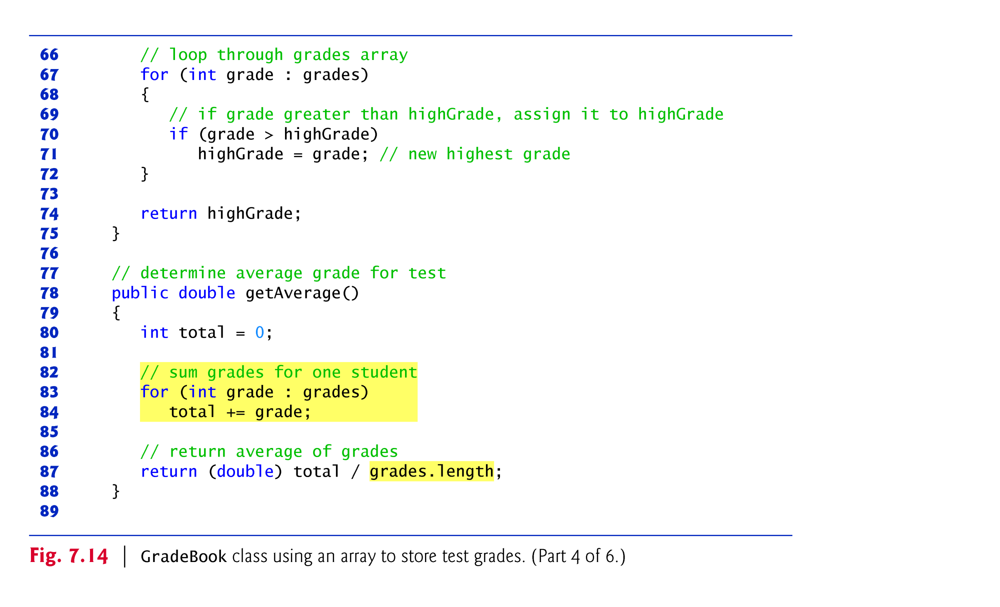 66 // loop through grades array
67 for (int grade : grades)
68 {
69 // if grade greater than highGrade, assign it to highGrade
70 if (grade > highGrade)
71 highGrade = grade; // new highest grade
72 }
73
74 return highGrade;
75 }
76
77 // determine average grade for test
78 public double getAverage()
79 {
80 int total = 0;
81
82 // sum grades for one student
83 for (int grade : grades)
84 total += grade;
85
86 // return average of grades
87 return (double) total / grades.length;
88 }
89
Fig. 7.14 | GradeBook class using an array to store test grades. (Part 4 of 6.)